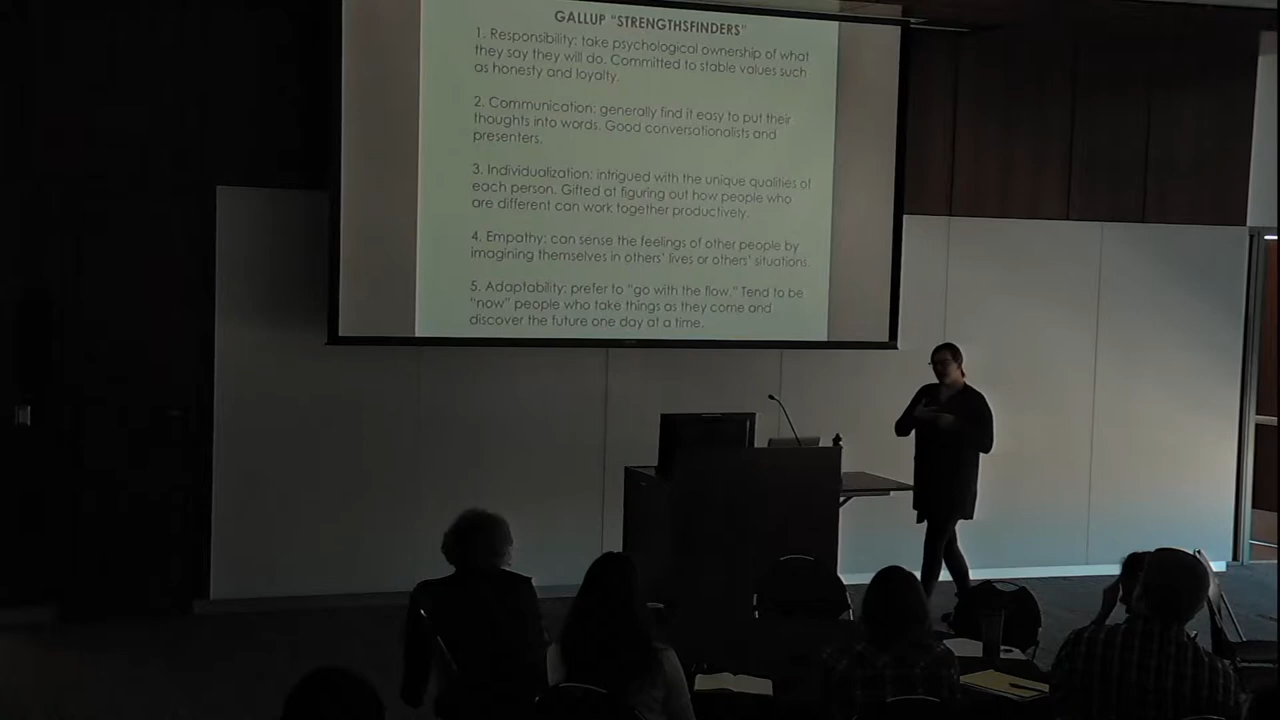 GALLUP "STRENGTHSFINDERS"
1. Responsibility: take psychological ownership of what
they say they will do. Committed to stable values such
as honesty and loyalty.
2. Communication: generally find it easy to put their
thoughts into words. Good conversationalists and
presenters.
3. Individualization: intrigued with the unique qualities of
each person. Gifted at figuring out how people who
are different can work together productively.
4. Empathy: can sense the feelings of other people by
imagining themselves in others' lives or others' situations.
5. Adaptability: prefer to "go with the flow." Tend to be
"now" people who take things as they come and
discover the future one day at a time.